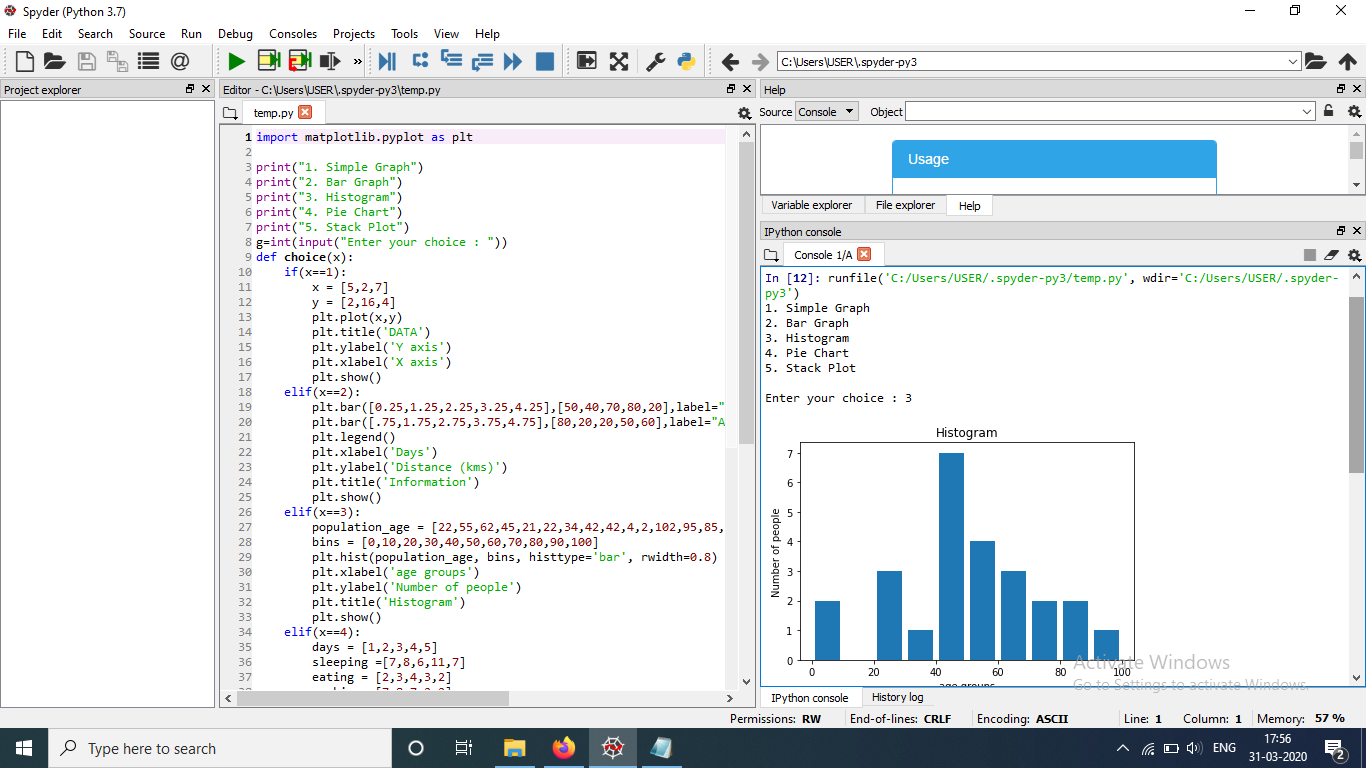 Spyder (Python 3.7)
File Edit Search Source Run Debug Consoles Projects Tools View Help
C:\Users\USER\.spyder-py3
Project explorer
Editor - C:\Users\USER\.spyder-py3\temp.py
temp.py
1 import matplotlib.pyplot as plt
2
3 print("1. Simple Graph")
4 print("2. Bar Graph")
5 print("3. Histogram")
6 print("4. Pie Chart")
7 print("5. Stack Plot")
8 g=int(input("Enter your choice : "))
9 def choice(x):
10 if(x==1):
11 x = [5,2,7]
12 y = [2,16,4]
13 plt.plot(x,y)
14 plt.title('DATA')
15 plt.ylabel('Y axis')
16 plt.xlabel('X axis')
17 plt.show()
18 elif(x==2):
19 plt.bar([0.25,1.25,2.25,3.25,4.25],[50,40,70,80,20],label="
20 plt.bar([.75,1.75,2.75,3.75,4.75],[80,20,20,50,60],label="A
21 plt.legend()
22 plt.xlabel('Days')
23 plt.ylabel('Distance (kms)')
24 plt.title('Information')
25 plt.show()
26 elif(x==3):
27 population_age = [22,55,62,45,21,22,34,42,42,4,2,102,95,85,
28 bins = [0,10,20,30,40,50,60,70,80,90,100]
29 plt.hist(population_age, bins, histtype='bar', rwidth=0.8)
30 plt.xlabel('age groups')
31 plt.ylabel('Number of people')
32 plt.title('Histogram')
33 plt.show()
34 elif(x==4):
35 days = [1,2,3,4,5]
36 sleeping =[7,8,6,11,7]
37 eating = [2,3,4,3,2]
Help
Source Console Object
Usage
Variable explorer File explorer Help
IPython console
Console 1/A
In [12]: runfile('C:/Users/USER/.spyder-py3/temp.py', wdir='C:/Users/USER/.spyder-
py3')
1. Simple Graph
2. Bar Graph
3. Histogram
4. Pie Chart
5. Stack Plot
Enter your choice : 3
Histogram
Number of people
7
6
5
4
3
2
1
0
0 20 40 60 80 100
age groups
Activate Windows
Go to Settings to activate Windows.
IPython console History log
Permissions: RW End-of-lines: CRLF Encoding: ASCII Line: 1 Column: 1 Memory: 57 %
Type here to search
ENG
17:56
31-03-2020
2